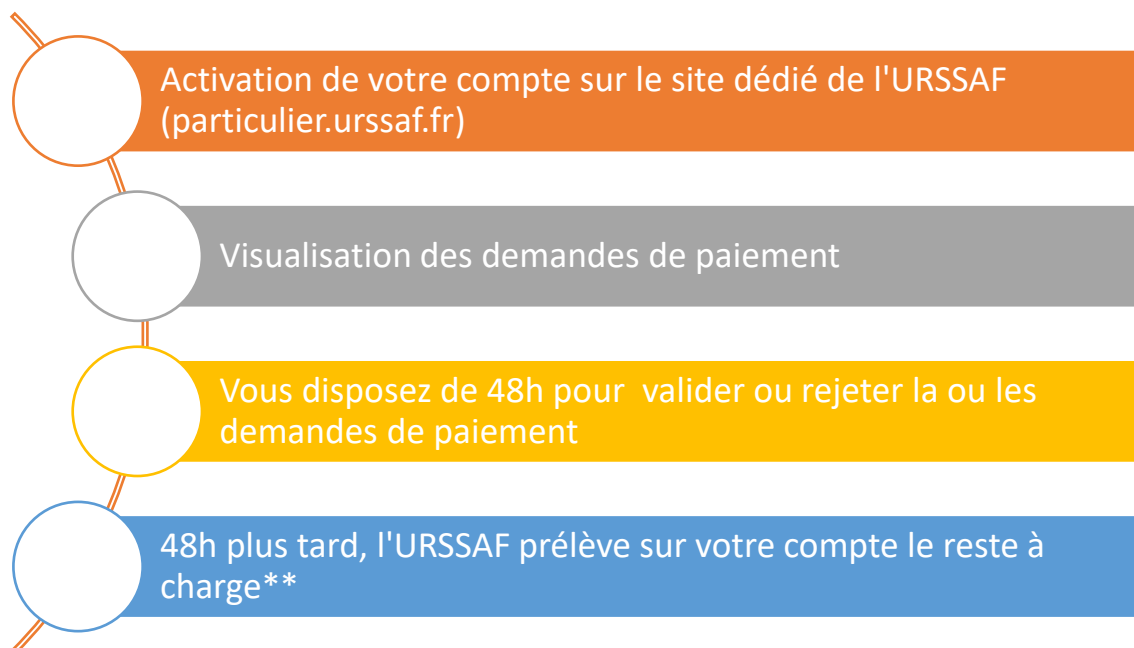 Activation de votre compte sur le site dédié de l'URSSAF
(particulier.urssaf.fr)
Visualisation des demandes de paiement
Vous disposez de 48h pour  valider ou rejeter la ou les
demandes de paiement
48h plus tard, l'URSSAF prélève sur votre compte le reste à
charge**